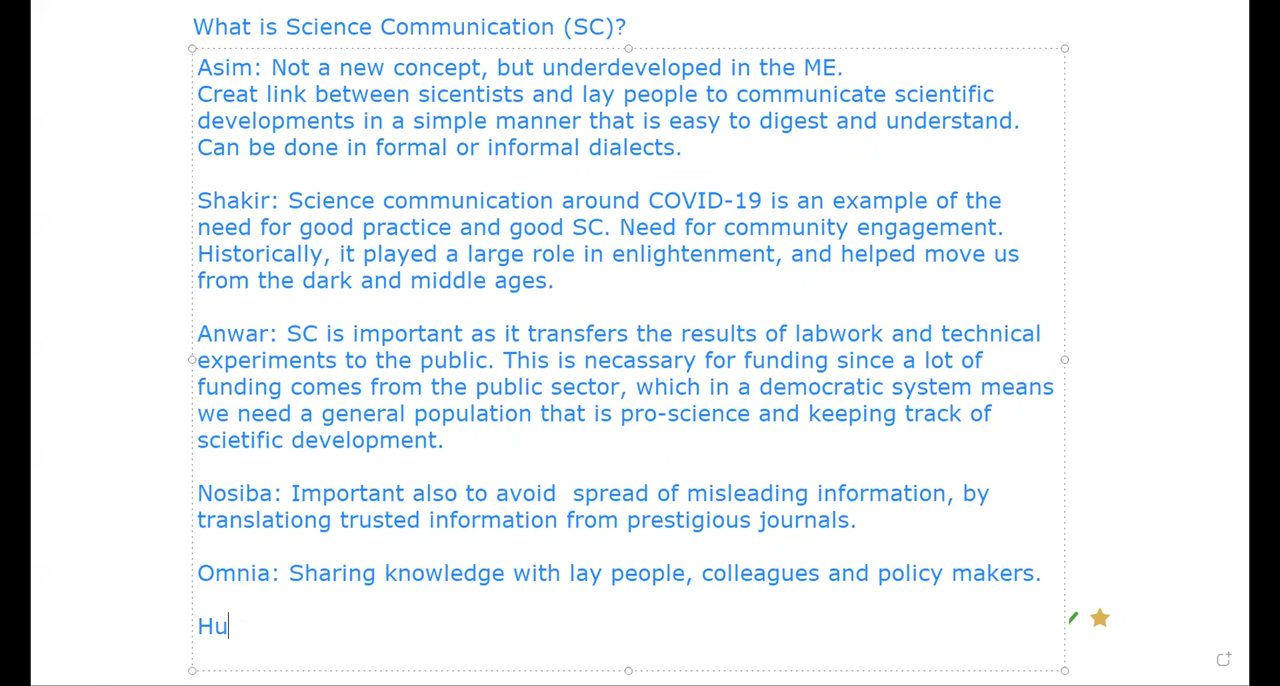 What is Science Communication (SC)?
Asim: Not a new concept, but underdeveloped in the ME.
Creat link between sicentists and lay people to communicate scientific
developments in a simple manner that is easy to digest and understand.
Can be done in formal or informal dialects.
Shakir: Science communication around COVID-19 is an example of the
need for good practice and good SC. Need for community engagement.
Historically, it played a large role in enlightenment, and helped move us
from the dark and middle ages.
Anwar: SC is important as it transfers the results of labwork and technical
experiments to the public. This is necassary for funding since a lot of
funding comes from the public sector, which in a democratic system means
we need a general population that is pro-science and keeping track of
scietific development.
Nosiba: Important also to avoid  spread of misleading information, by
translationg trusted information from prestigious journals.
Omnia: Sharing knowledge with lay people, colleagues and policy makers.
Hu